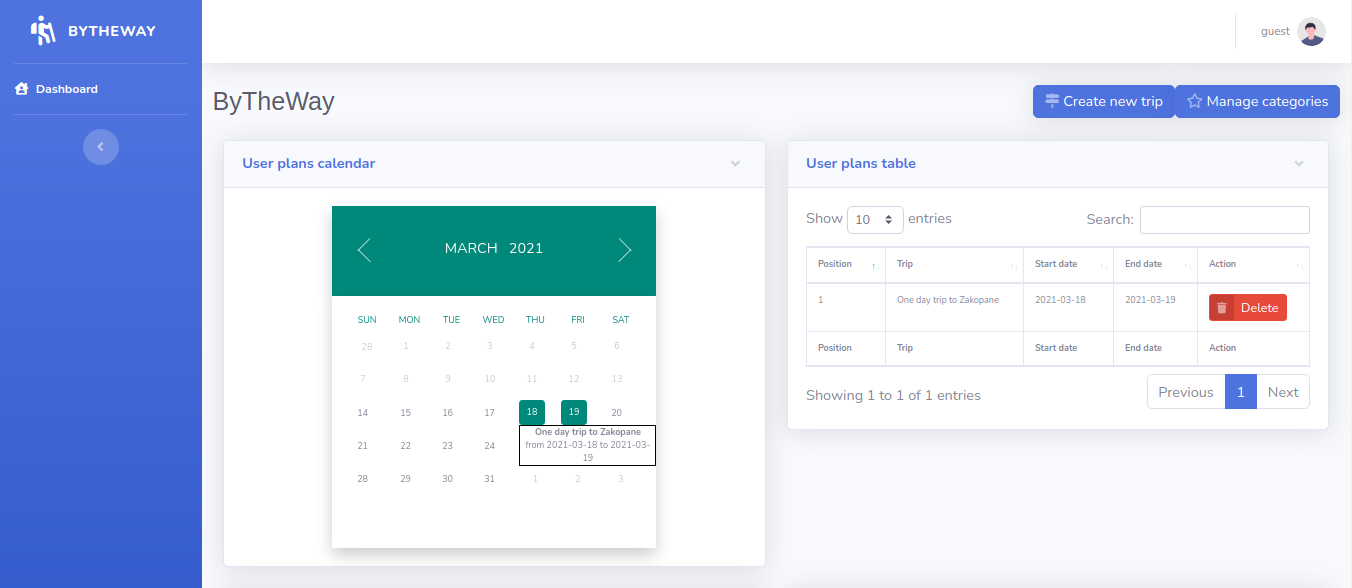 BYTHEWAY
guest
Dashboard
ByTheWay
Create new trip
Manage categories
User plans calendar
MARCH 2021
SUN MON TUE WED THU FRI SAT
28 1 2 3 4 5 6
7 8 9 10 11 12 13
14 15 16 17 18 19 20
21 22 23 24
One day trip to Zakopane
from 2021-03-18 to 2021-03-
19
28 29 30 31 1 2 3
User plans table
Show 10 entries Search:
Position Trip Start date End date Action
1 One day trip to Zakopane 2021-03-18 2021-03-19 Delete
Position Trip Start date End date Action
Showing 1 to 1 of 1 entries
Previous 1 Next